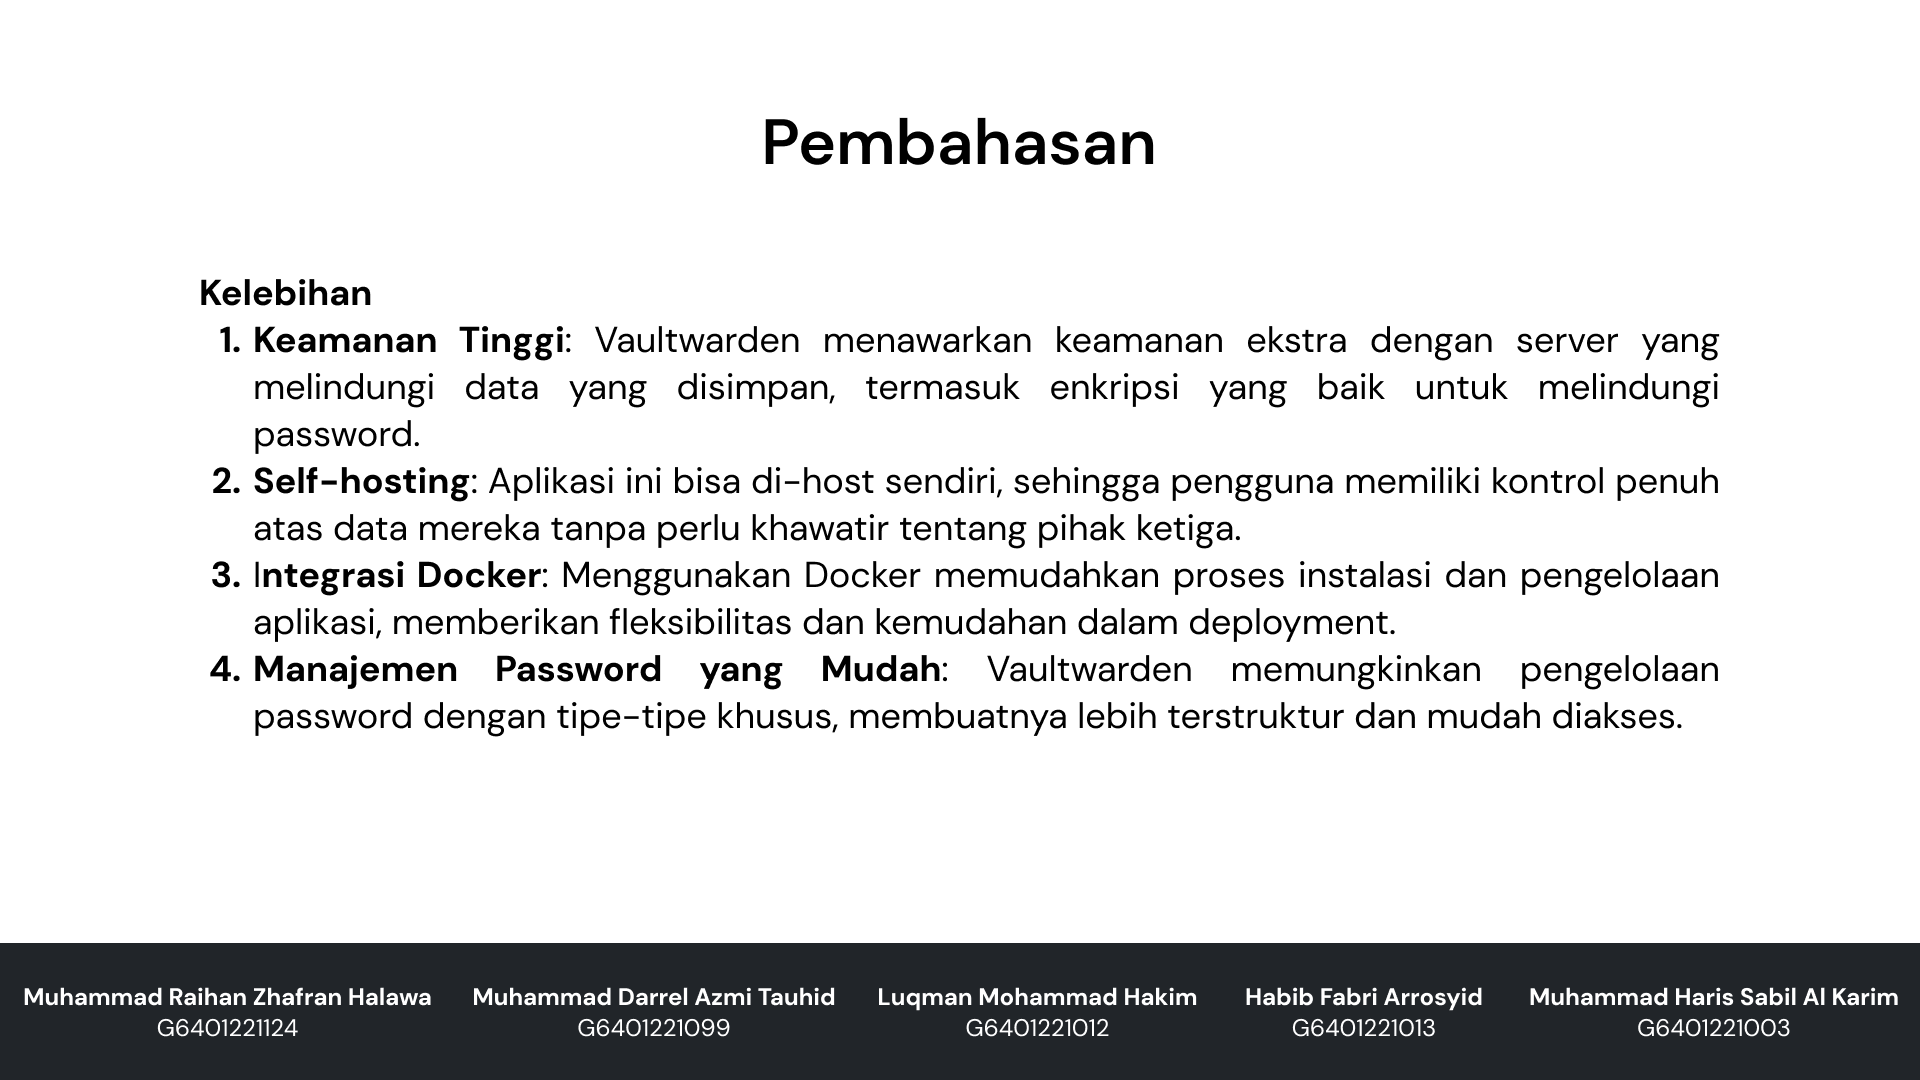 Pembahasan
Kelebihan
1. Keamanan Tinggi: Vaultwarden menawarkan keamanan ekstra dengan server yang
melindungi data yang disimpan, termasuk enkripsi yang baik untuk melindungi
password.
2. Self-hosting: Aplikasi ini bisa di-host sendiri, sehingga pengguna memiliki kontrol penuh
atas data mereka tanpa perlu khawatir tentang pihak ketiga.
3. Integrasi Docker: Menggunakan Docker memudahkan proses instalasi dan pengelolaan
aplikasi, memberikan fleksibilitas dan kemudahan dalam deployment.
4. Manajemen Password yang Mudah: Vaultwarden memungkinkan pengelolaan
password dengan tipe-tipe khusus, membuatnya lebih terstruktur dan mudah diakses.
Muhammad Raihan Zhafran Halawa
G6401221124
Muhammad Darrel Azmi Tauhid
G6401221099
Luqman Mohammad Hakim
G6401221012
Habib Fabri Arrosyid
G6401221013
Muhammad Haris Sabil Al Karim
G6401221003